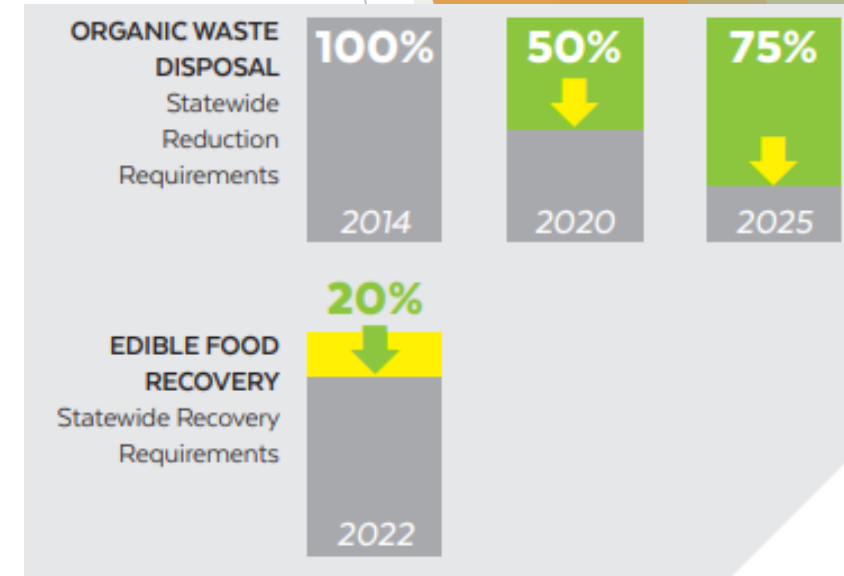 ORGANIC WASTE
DISPOSAL
Statewide
Reduction
Requirements
100%
2014
50%
2020
75%
2025
EDIBLE FOOD
RECOVERY
Statewide Recovery
Requirements
20%
2022